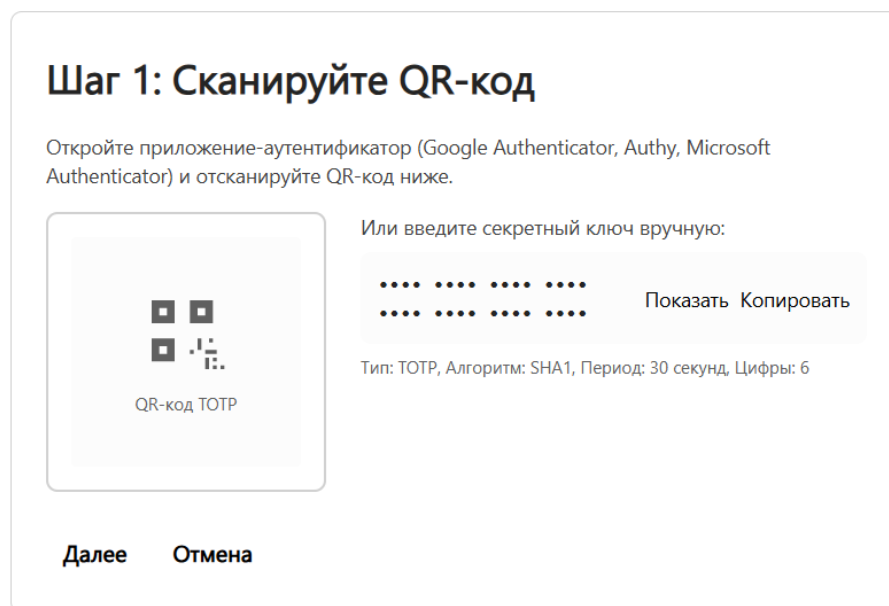 Шаг 1: Сканируйте QR-код
Откройте приложение-аутентификатор (Google Authenticator, Authy, Microsoft
Authenticator) и отсканируйте QR-код ниже.
Или введите секретный ключ вручную:
•••• •••• •••• ••••
•••• •••• •••• ••••
Показать Копировать
Тип: TOTP, Алгоритм: SHA1, Период: 30 секунд, Цифры: 6
QR-код TOTP
Далее Отмена